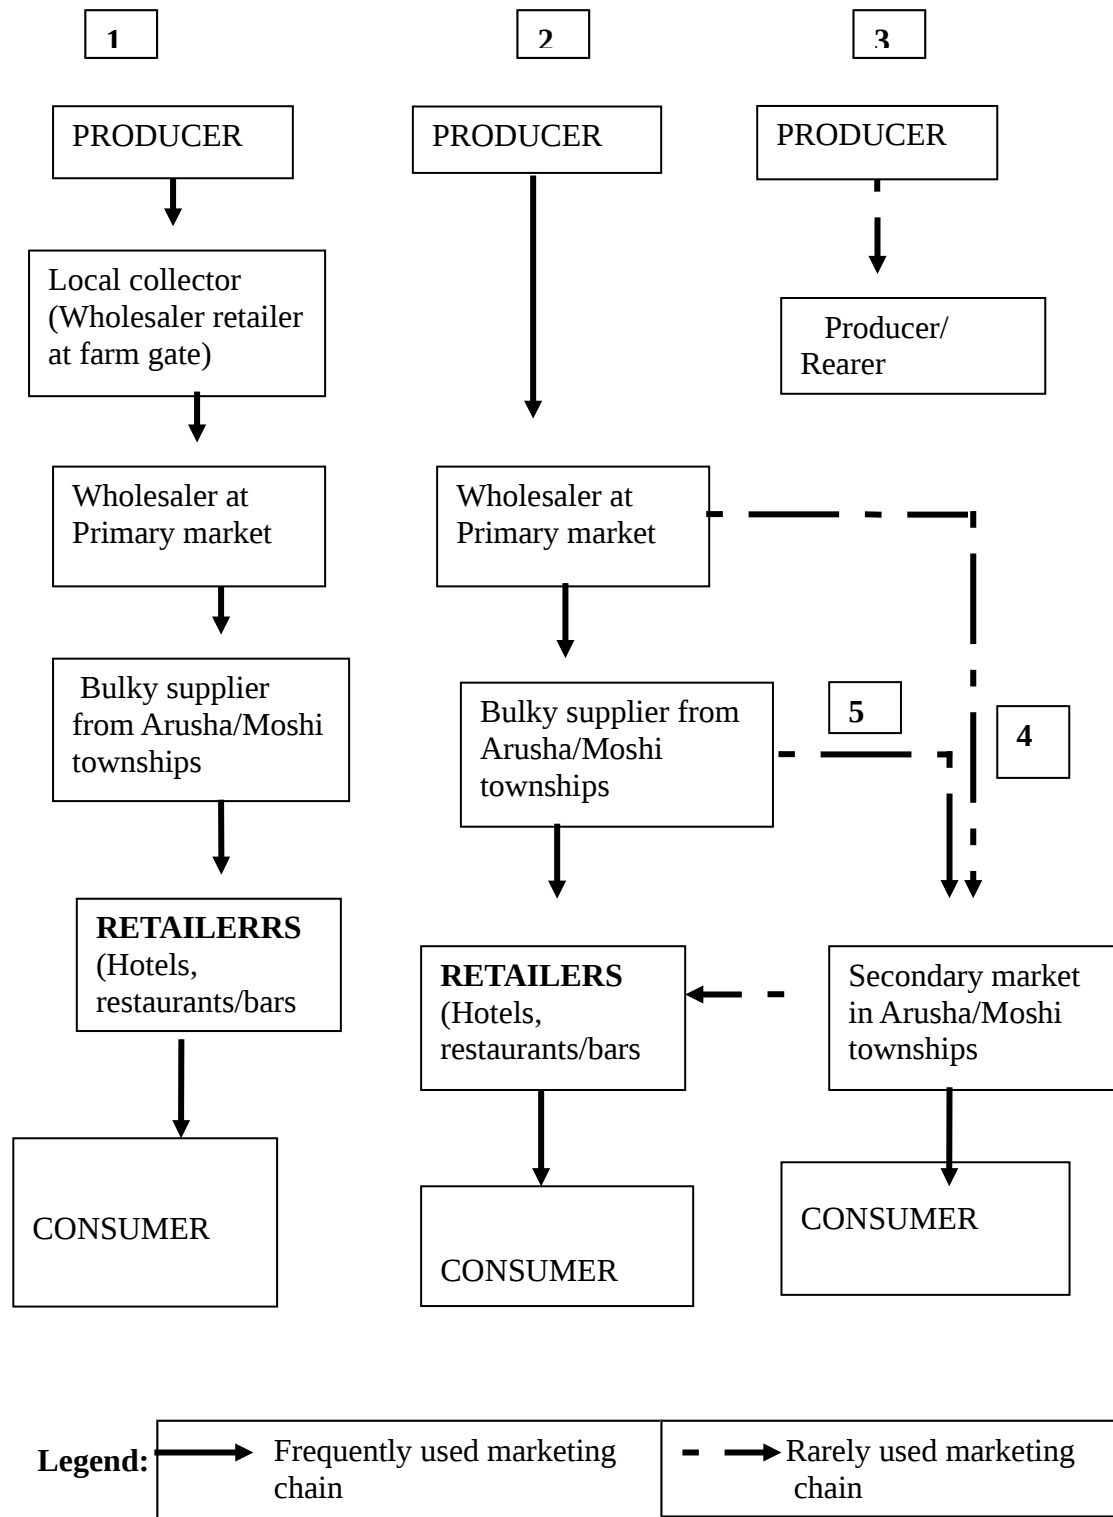 1
2
3
PRODUCER
PRODUCER
PRODUCER
Local collector
(Wholesaler retailer
at farm gate)
Producer/
Rearer
Wholesaler at
Primary market
Wholesaler at
Primary market
Bulky supplier
from Arusha/Moshi
townships
Bulky supplier from
Arusha/Moshi
townships
5
4
RETAILERRS
(Hotels,
restaurants/bars
RETAILERS
(Hotels,
restaurants/bars
Secondary market
in Arusha/Moshi
townships
CONSUMER
CONSUMER
CONSUMER
Legend:
Frequently used marketing
chain
Rarely used marketing
chain